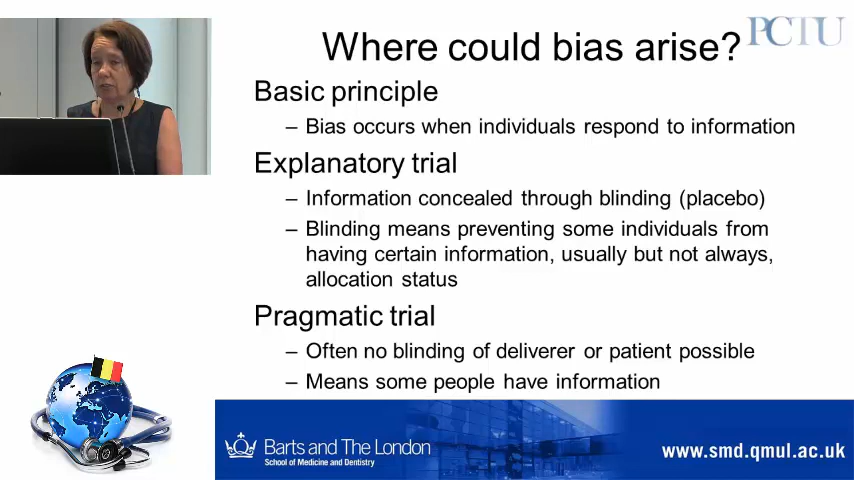 Where could bias arise?
PCTU
Basic principle
– Bias occurs when individuals respond to information
Explanatory trial
– Information concealed through blinding (placebo)
– Blinding means preventing some individuals from
having certain information, usually but not always,
allocation status
Pragmatic trial
– Often no blinding of deliverer or patient possible
– Means some people have information
Barts and The London
School of Medicine and Dentistry
www.smd.qmul.ac.uk